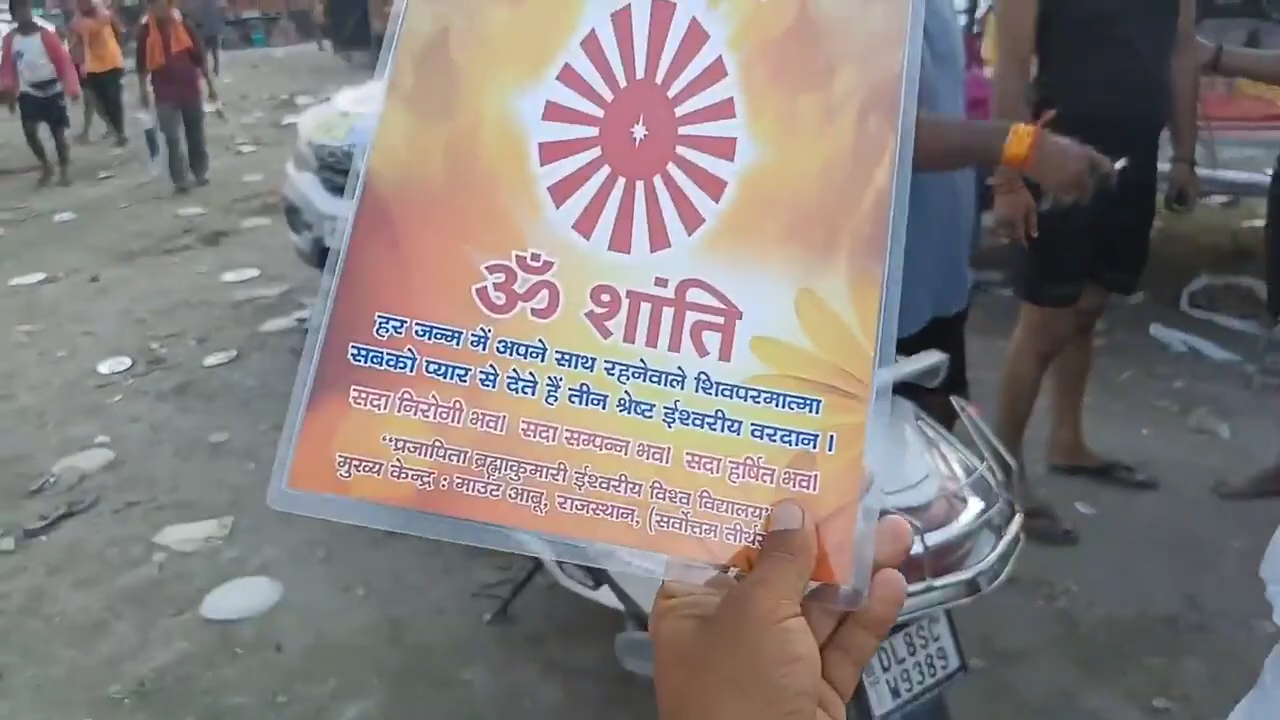 ॐ शांति
हर जन्म में अपने साथ रहनेवाले शिवपरमात्मा
सबको प्यार से देते हैं तीन श्रेष्ट ईश्वरीय वरदान ।
सदा निरोगी भव। सदा सम्पन्न भव। सदा हर्षित भव।
“प्रजापिता ब्रह्माकुमारी ईश्वरीय विश्व विद्यालय”
मुख्य केन्द्र : माउंट आबू, राजस्थान, (सर्वोत्तम
DL8SC
W9389